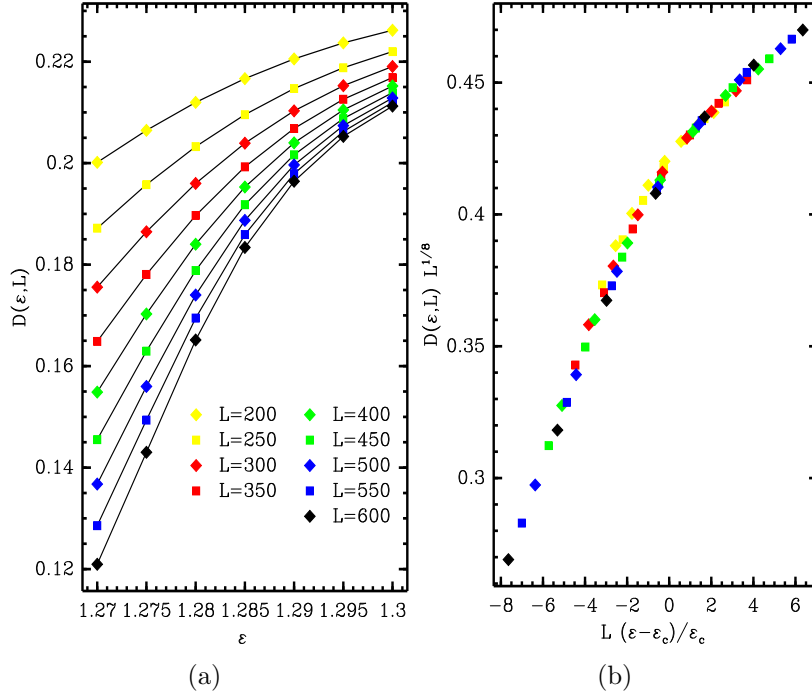 D(ε,L)
0.22
0.2
0.18
0.16
0.14
0.12
L=200
L=250
L=300
L=350
L=400
L=450
L=500
L=550
L=600
1.27 1.275 1.28 1.285 1.29 1.295 1.3
ε
(a)
D(ε,L) L^{1/8}
0.45
0.4
0.35
0.3
−8 −6 −4 −2 0 2 4 6
L (ε−ε_c)/ε_c
(b)